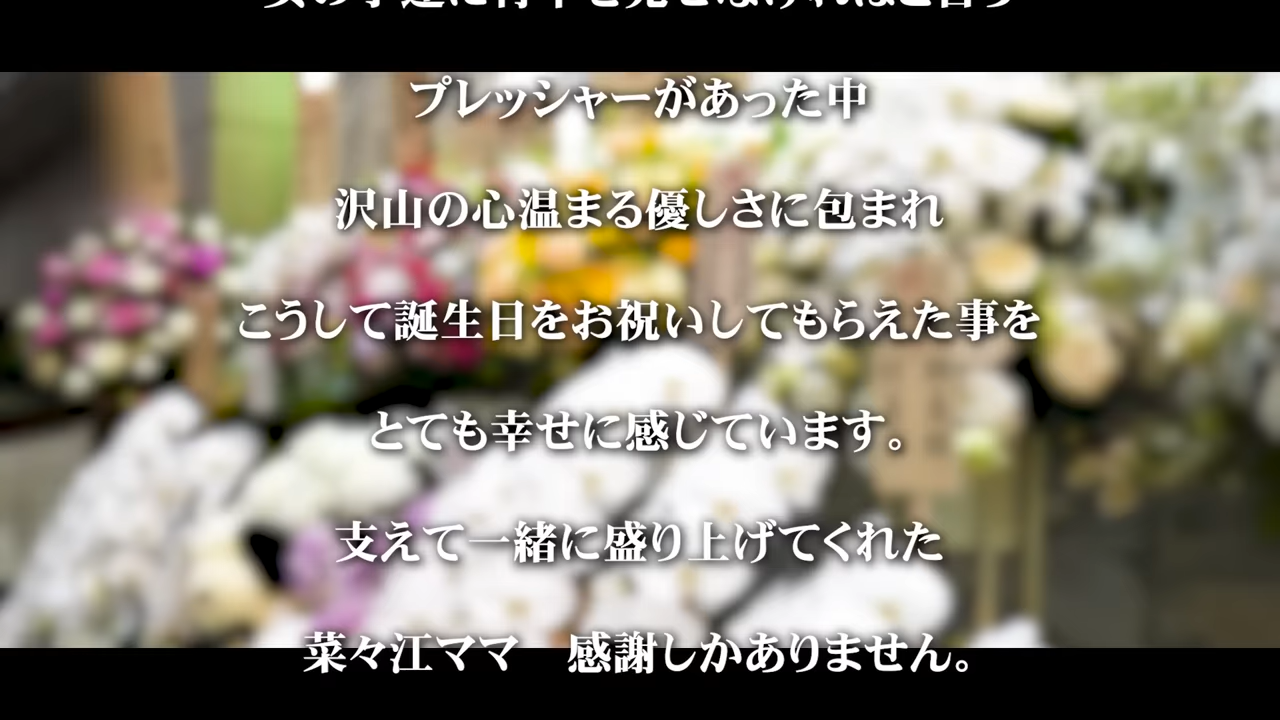 プレッシャーがあった中
沢山の心温まる優しさに包まれ
こうして誕生日をお祝いしてもらえた事を
とても幸せに感じています。
支えて一緒に盛り上げてくれた
菜々江ママ　感謝しかありません。